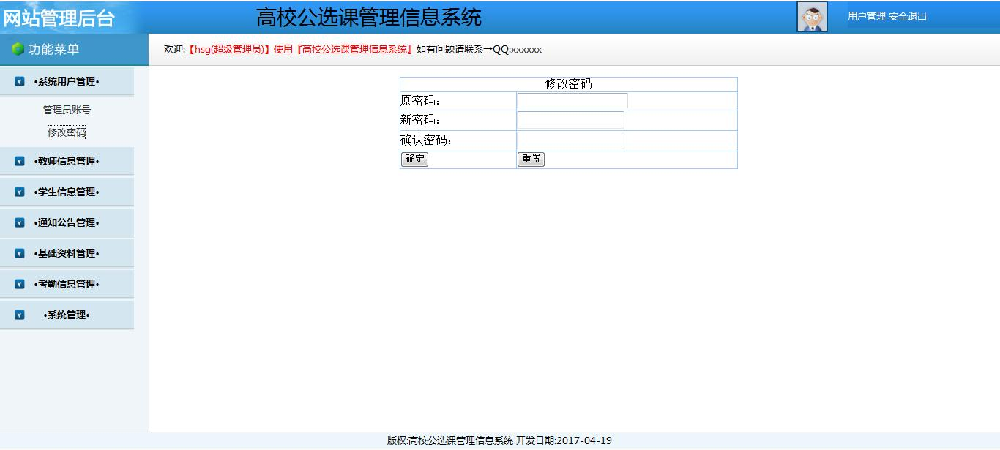 网站管理后台
高校公选课管理信息系统
用户管理 安全退出
功能菜单
欢迎:【hsg(超级管理员)】使用『高校公选课管理信息系统』如有问题请联系→QQ:xxxxxx
•系统用户管理•
管理员账号
修改密码
•教师信息管理•
•学生信息管理•
•通知公告管理•
•基础资料管理•
•考勤信息管理•
•系统管理•
修改密码
原密码：
新密码：
确认密码：
确定 重置
版权:高校公选课管理信息系统 开发日期:2017-04-19